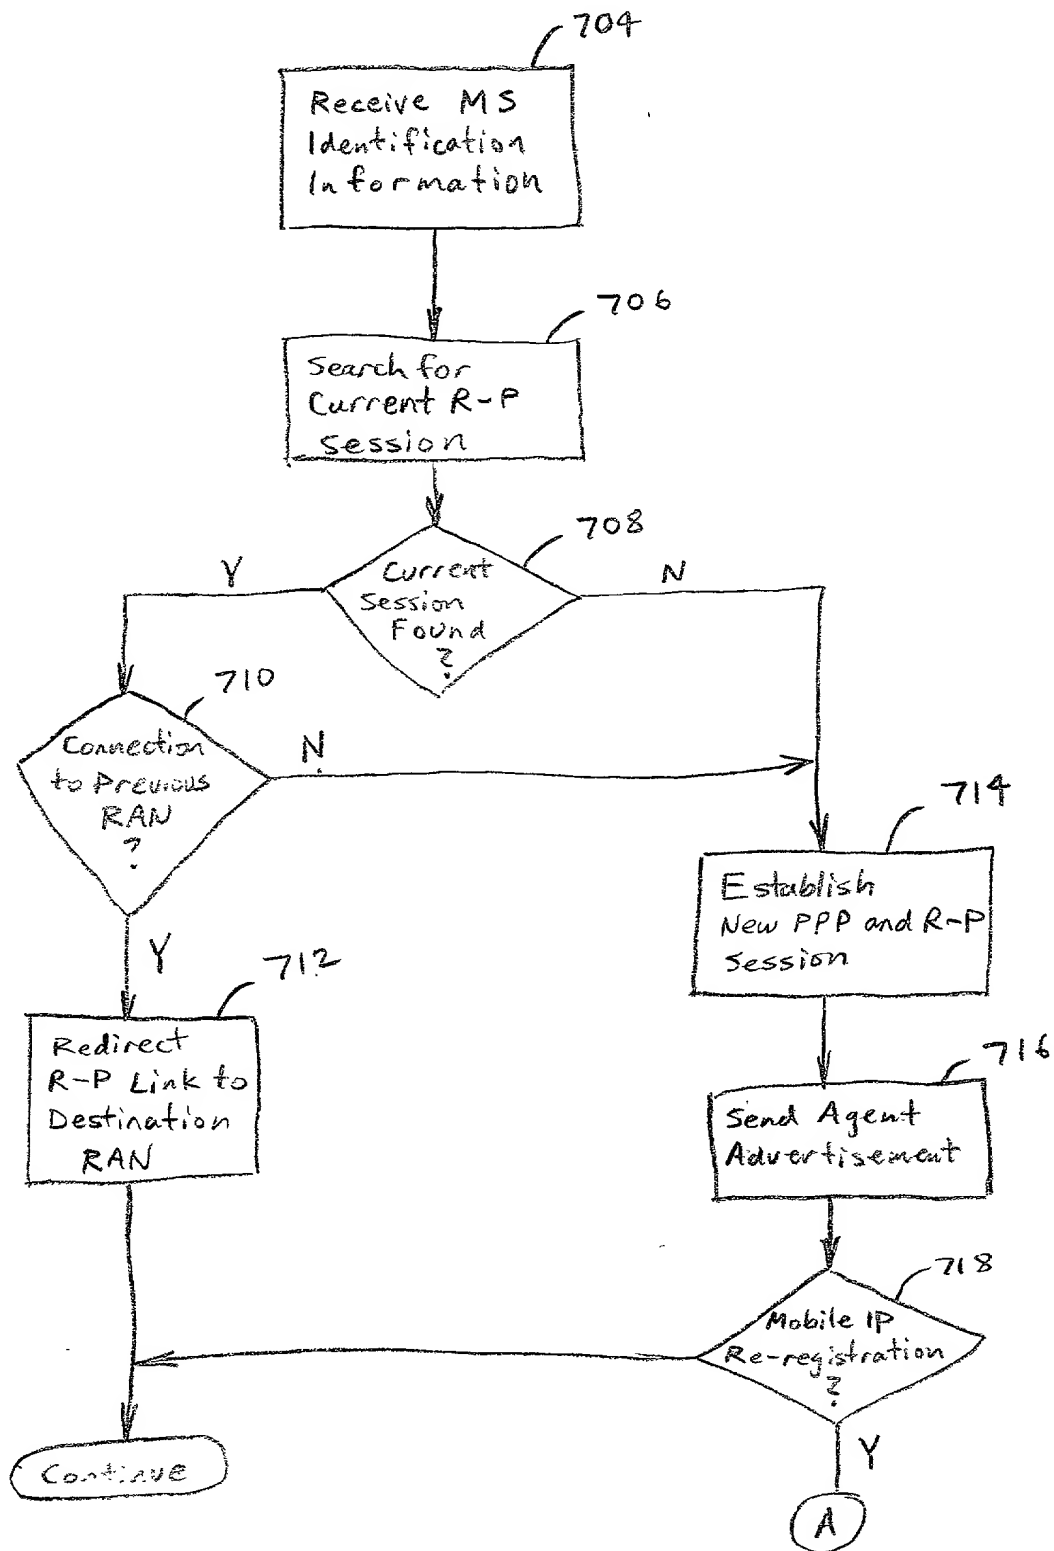 704
Receive MS
Identification
Information
706
Search for
Current R-P
Session
708
Current
Session
Found
?
Y
N
710
Connection
to Previous
RAN
?
N
Y
714
Establish
New PPP and R-P
Session
712
Redirect
R-P Link to
Destination
RAN
716
Send Agent
Advertisement
718
Mobile IP
Re-registration
?
Y
Continue
A